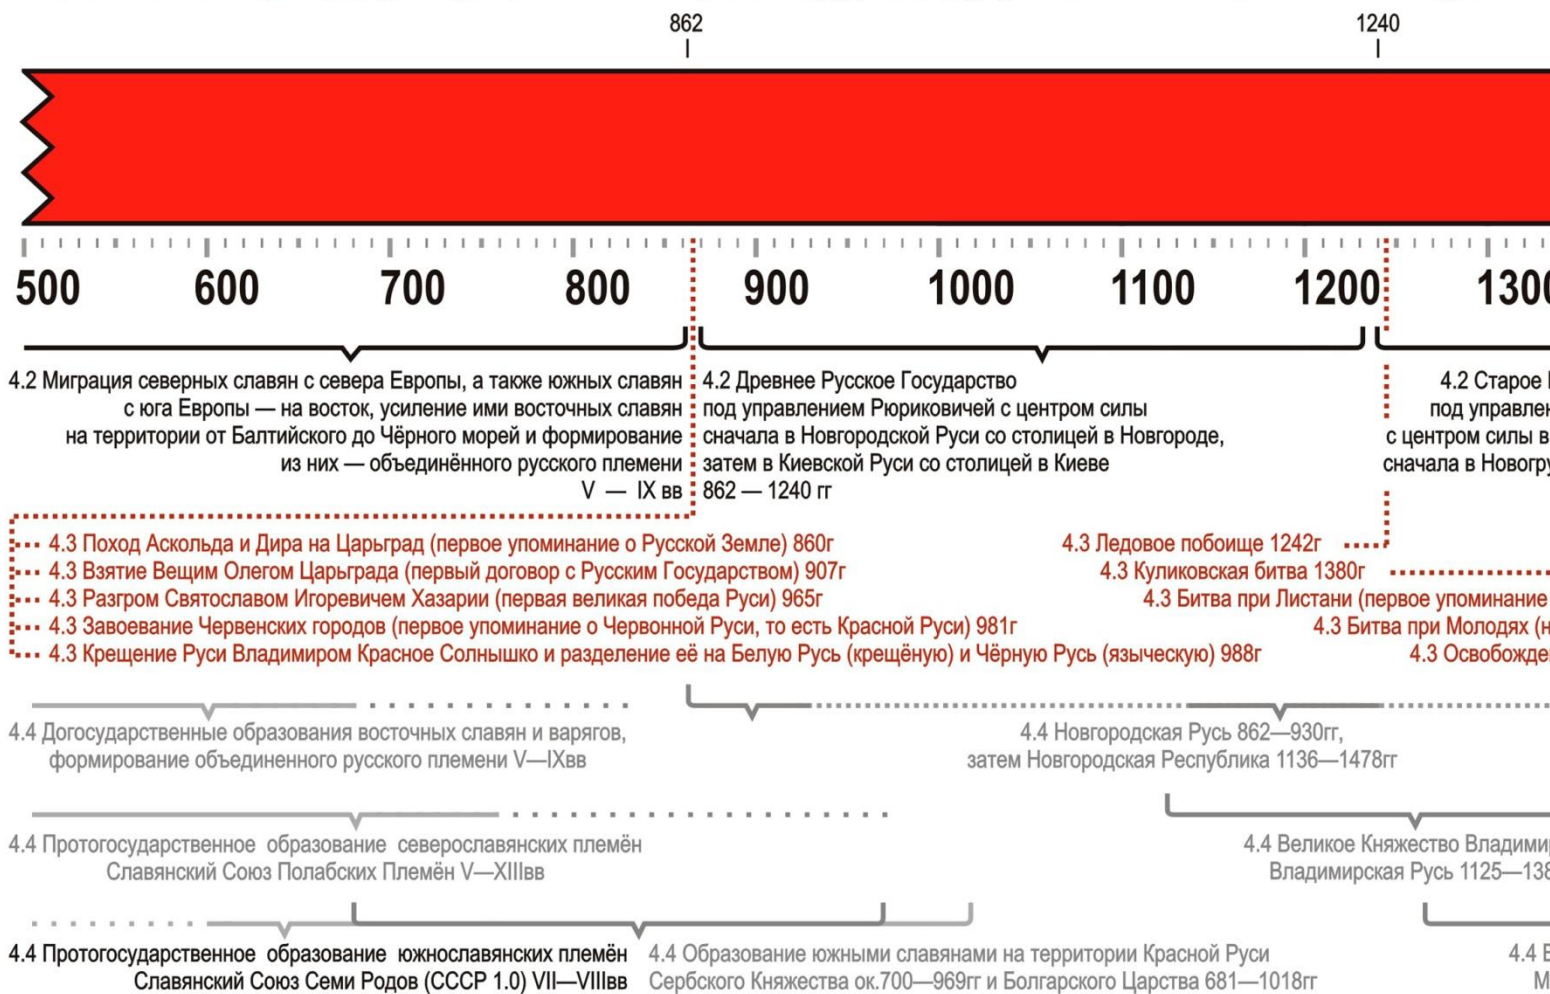 862
1240
500 600 700 800 900 1000 1100 1200 1300
4.2 Миграция северных славян с севера Европы, а также южных славян
с юга Европы — на восток, усиление ими восточных славян
на территории от Балтийского до Чёрного морей и формирование
из них — объединённого русского племени
V — IX вв
4.2 Древнее Русское Государство
под управлением Рюриковичей с центром силы
сначала в Новгородской Руси со столицей в Новгороде,
затем в Киевской Руси со столицей в Киеве
862 — 1240 гг
4.2 Старое
под
с центром силы в
сначала в
4.3 Поход Аскольда и Дира на Царьград (первое упоминание о Русской Земле) 860г
4.3 Взятие Вещим Олегом Царьграда (первый договор с Русским Государством) 907г
4.3 Разгром Святославом Игоревичем Хазарии (первая великая победа Руси) 965г
4.3 Завоевание Червенских городов (первое упоминание о Червонной Руси, то есть Красной Руси) 981г
4.3 Крещение Руси Владимиром Красное Солнышко и разделение её на Белую Русь (крещёную) и Чёрную Русь (языческую) 988г
4.3 Ледовое побоище 1242г
4.3 Куликовская битва 1380г
4.3 Битва при Листани (первое упоминание
4.3 Битва при Молодях
4.3
4.4 Догосударственные образования восточных славян и варягов,
формирование объединенного русского племени V—IXвв
4.4 Новгородская Русь 862—930гг,
затем Новгородская Республика 1136—1478гг
4.4 Протогосударственное образование северославянских племён
Славянский Союз Полабских Племён V—XIIIвв
4.4 Великое Княжество
Владимирская Русь
4.4 Протогосударственное образование южнославянских племён
Славянский Союз Семи Родов (СССР 1.0) VII—VIIIвв
4.4 Образование южными славянами на территории Красной Руси
Сербского Княжества ок.700—969гг и Болгарского Царства 681—1018гг
4.4